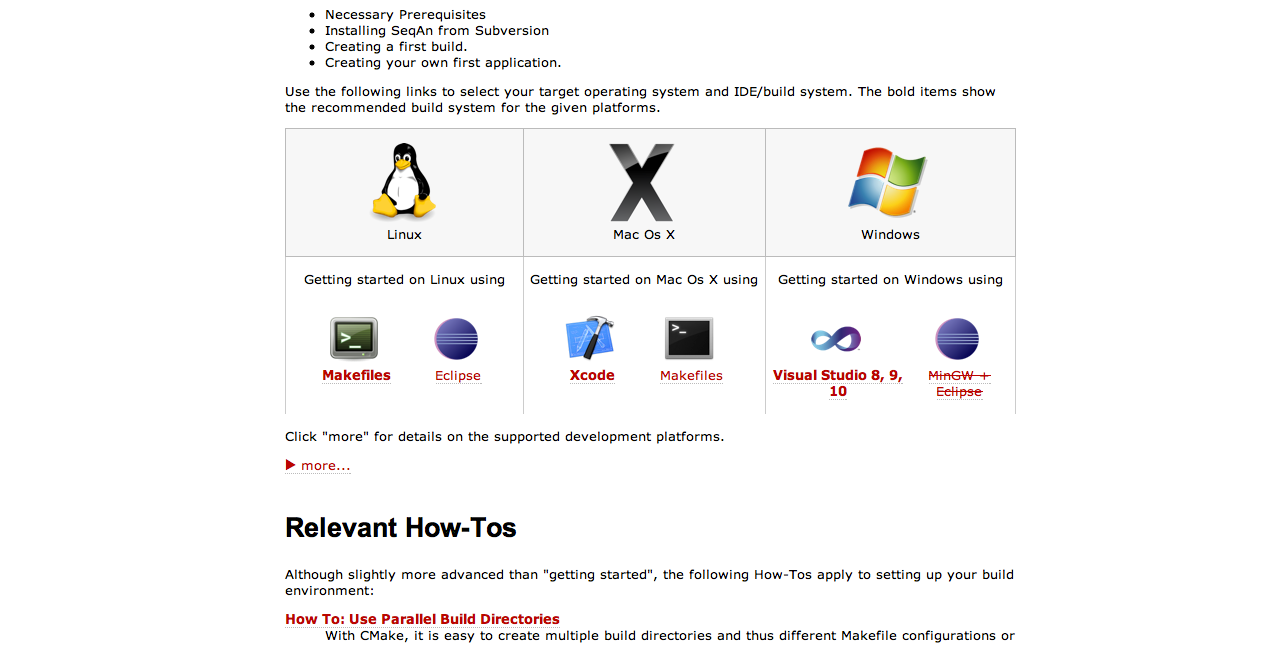 Necessary Prerequisites
Installing SeqAn from Subversion
Creating a first build.
Creating your own first application.
Use the following links to select your target operating system and IDE/build system. The bold items show
the recommended build system for the given platforms.
Linux
Mac Os X
Windows
Getting started on Linux using
Getting started on Mac Os X using
Getting started on Windows using
Makefiles
Eclipse
Xcode
Makefiles
Visual Studio 8, 9,
10
MinGW +
Eclipse
Click "more" for details on the supported development platforms.
more...
Relevant How-Tos
Although slightly more advanced than "getting started", the following How-Tos apply to setting up your build
environment:
How To: Use Parallel Build Directories
With CMake, it is easy to create multiple build directories and thus different Makefile configurations or